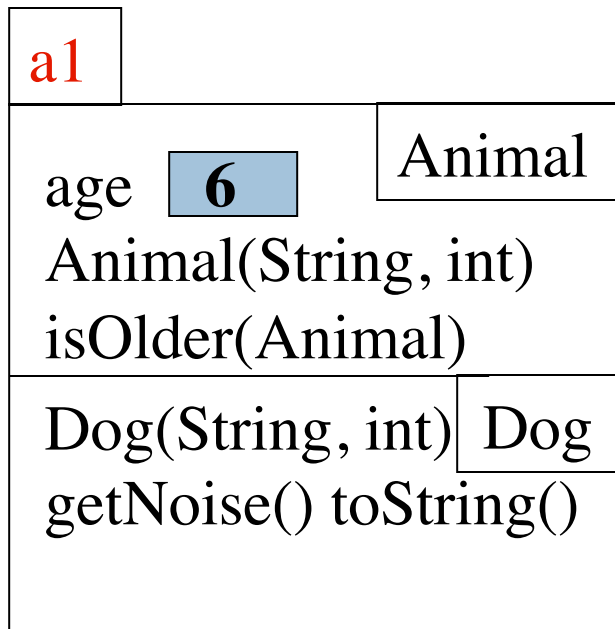 a1
Animal
age 6
Animal(String, int)
isOlder(Animal)
Dog(String, int) Dog
getNoise() toString()